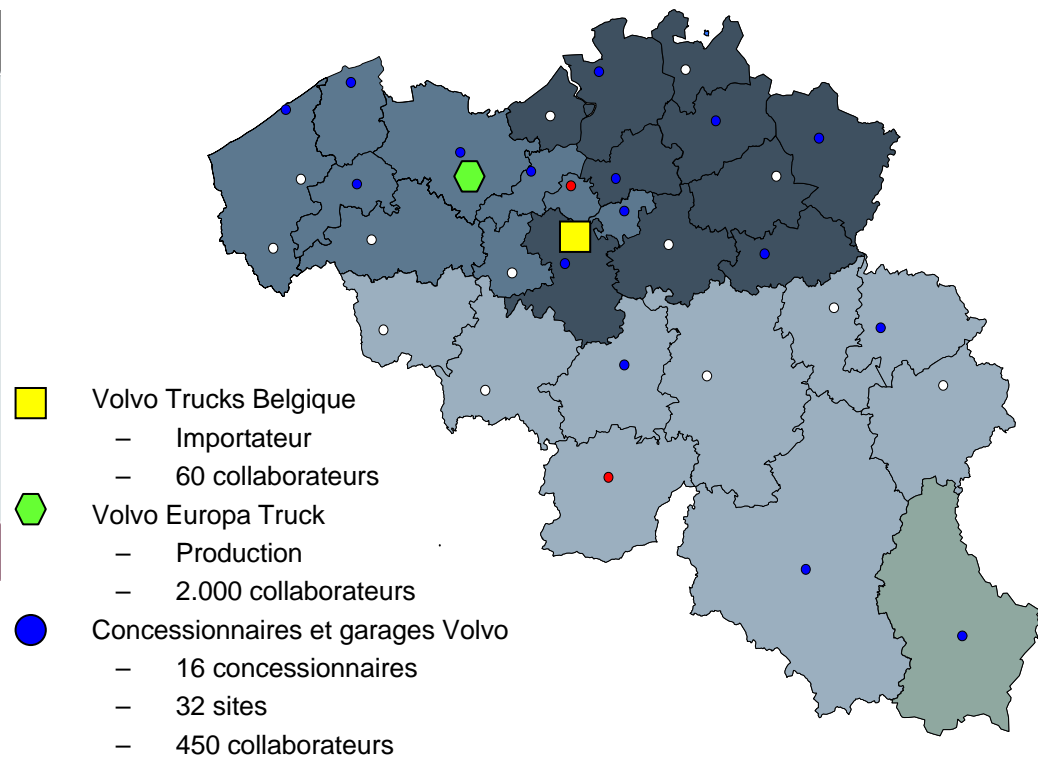 Volvo Trucks Belgique
– Importateur
– 60 collaborateurs
Volvo Europa Truck
– Production
– 2.000 collaborateurs
Concessionnaires et garages Volvo
– 16 concessionnaires
– 32 sites
– 450 collaborateurs